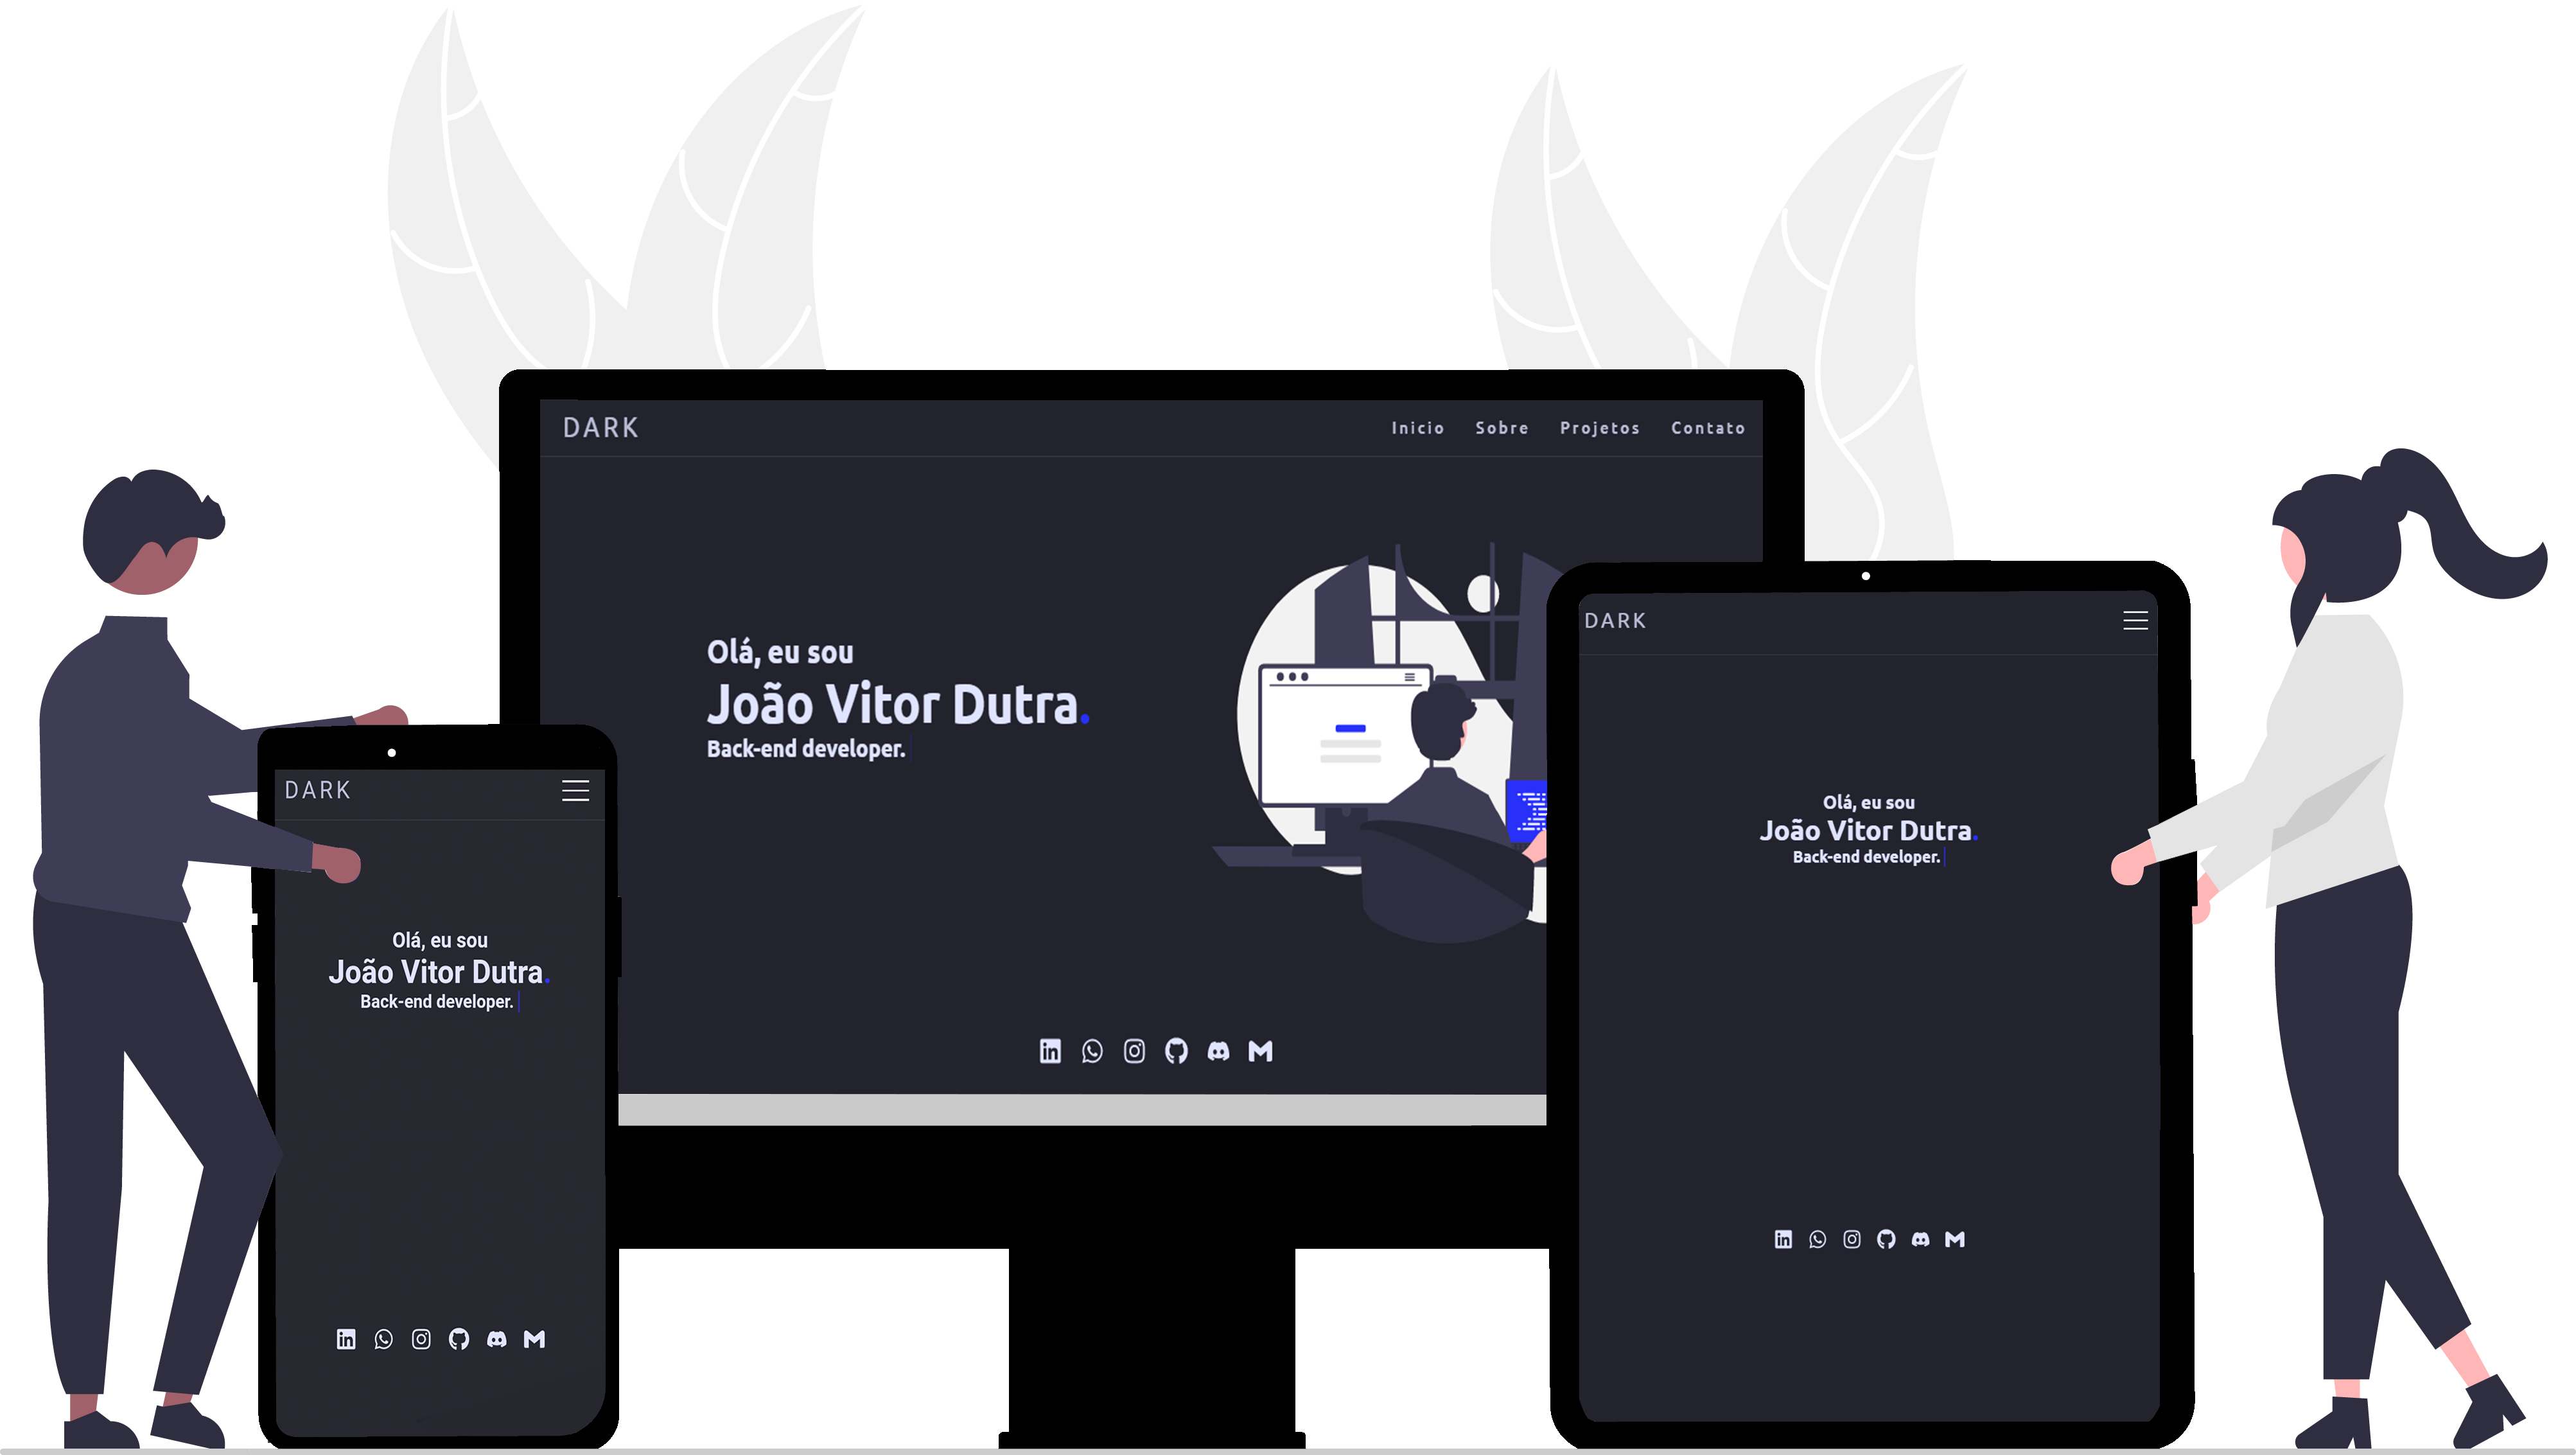 DARK
Inicio Sobre Projetos Contato
Olá, eu sou
João Vitor Dutra.
Back-end developer.
DARK
Olá, eu sou
João Vitor Dutra.
Back-end developer.
DARK
Olá, eu sou
João Vitor Dutra.
Back-end developer.